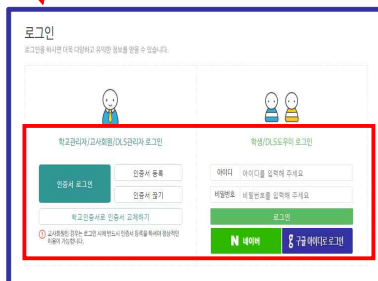 로그인
로그인을 하시면 더욱 다양하고 유익한 정보를 받을 수 있습니다.
학교관리자/교사회원/DLS관리자 로그인
인증서 로그인
인증서 등록
인증서 끊기
학교인증서로 인증서 교체하기
교사회원인 경우는 로그인 시에 반드시 인증서 등록을 하셔야 정상적인
이용이 가능합니다.
학생/DLS도우미 로그인
아이디 아이디를 입력해 주세요
비밀번호 비밀번호를 입력해 주세요
로그인
N 네이버
g 구글 아이디로 로그인